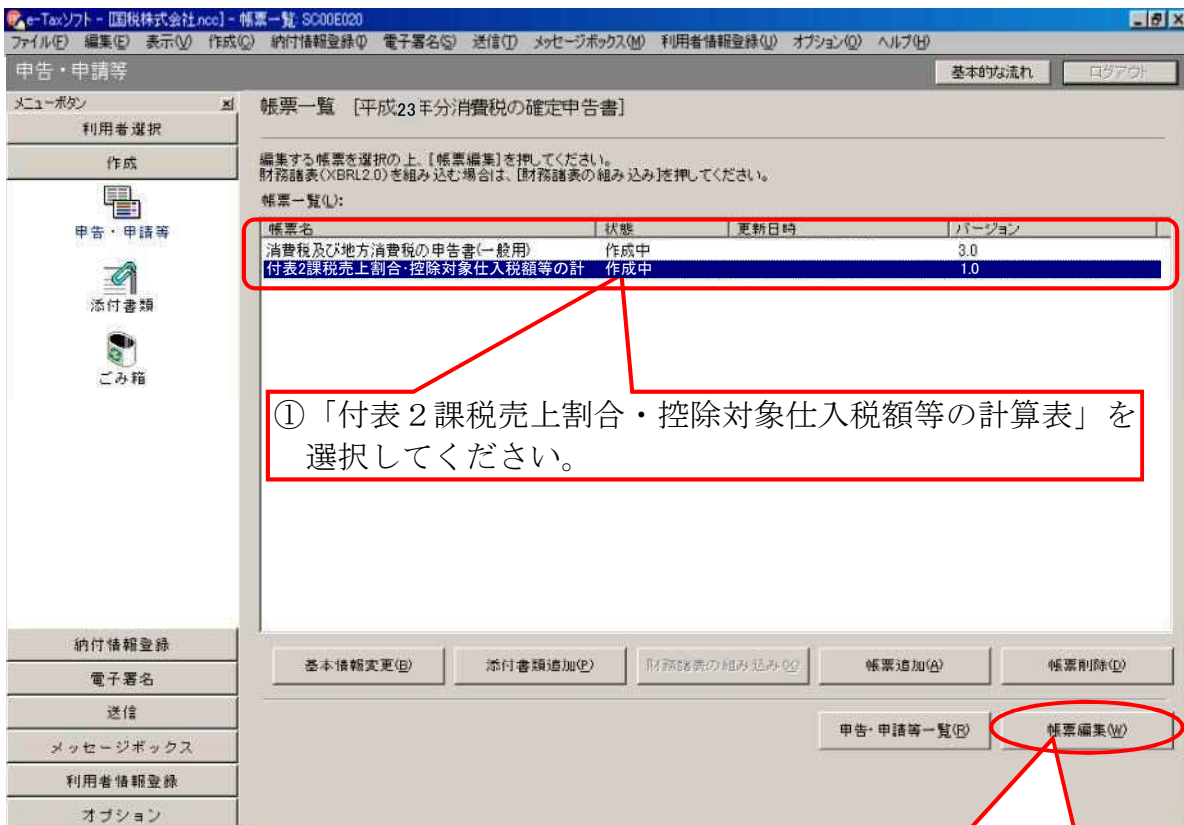 e-Taxソフト - [国税株式会社.ncc] - 帳票一覧: SC00E020
ファイル(F) 編集(E) 表示(V) 作成(C) 納付情報登録(I) 電子署名(S) 送信(T) メッセージボックス(M) 利用者情報登録(U) オプション(O) ヘルプ(H)
申告・申請等
基本的な流れ
ログアウト
メニューボタン
利用者選択
作成
申告・申請等
添付書類
ごみ箱
納付情報登録
電子署名
送信
メッセージボックス
利用者情報登録
オプション
帳票一覧 [平成23年分消費税の確定申告書]
編集する帳票を選択の上、[帳票編集]を押してください。
財務諸表(XBRL2.0)を組み込む場合は、[財務諸表の組み込み]を押してください。
帳票一覧(L):
帳票名 状態 更新日時 バージョン
消費税及び地方消費税の申告書(一般用) 作成中 3.0
付表2課税売上割合・控除対象仕入税額等の計 作成中 1.0
①「付表2課税売上割合・控除対象仕入税額等の計算表」を
選択してください。
基本情報変更(B) 添付書類追加(P) 財務諸表の組み込み(X) 帳票追加(A) 帳票削除(D)
申告・申請等一覧(R) 帳票編集(W)